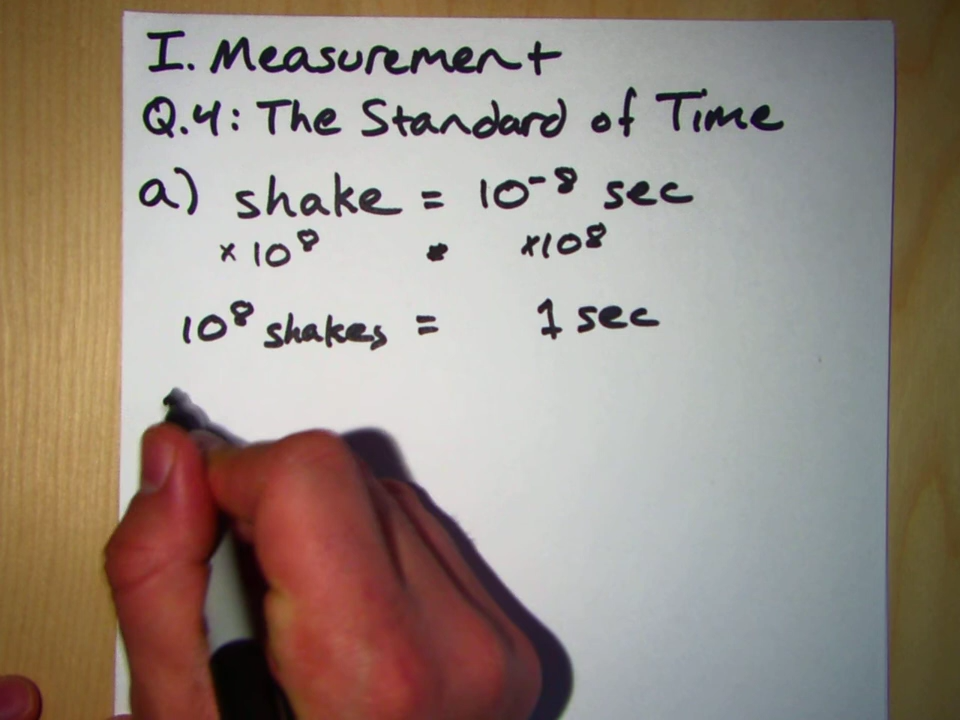 I. Measurement
Q.4: The Standard of Time
a) shake = 10⁻⁸ sec
×10⁸ ×10⁸
10⁸ shakes = 1 sec